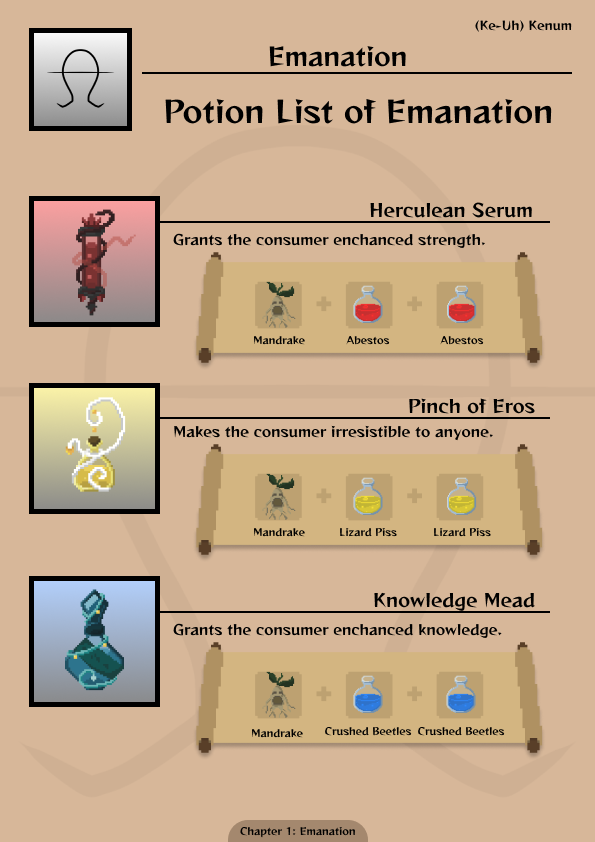 (Ke-Uh) Kenum
Emanation
Potion List of Emanation
Herculean Serum
Grants the consumer enchanced strength.
Mandrake Abestos Abestos
Pinch of Eros
Makes the consumer irresistible to anyone.
Mandrake Lizard Piss Lizard Piss
Knowledge Mead
Grants the consumer enchanced knowledge.
Mandrake Crushed Beetles Crushed Beetles
Chapter 1: Emanation